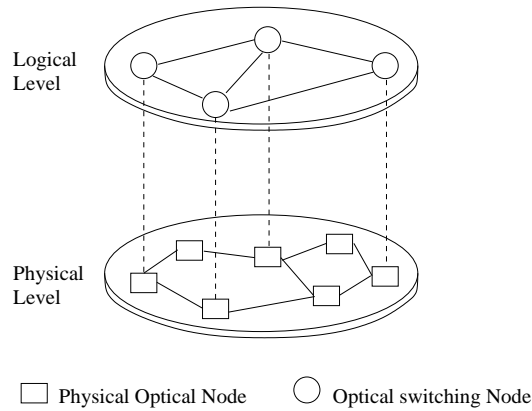 Logical
Level
Physical
Level
Physical Optical Node
Optical switching Node